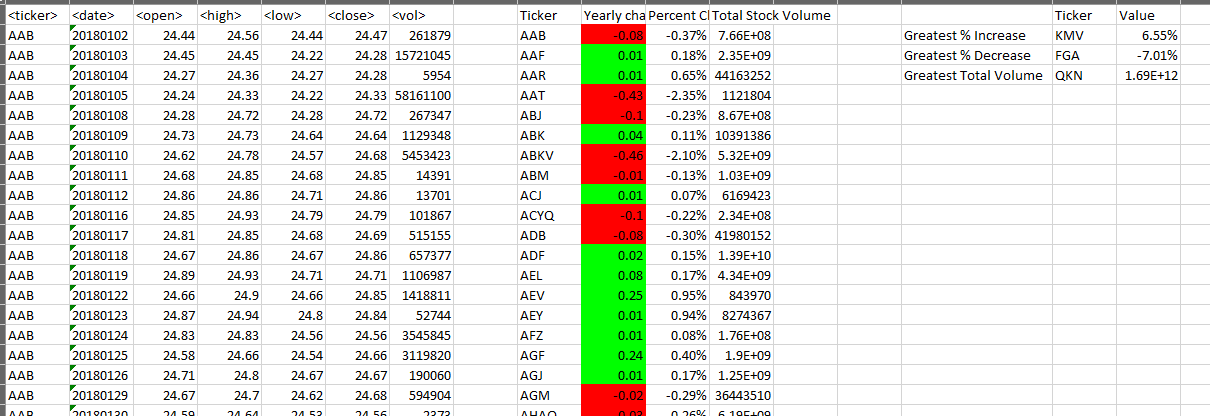 <ticker> <date> <open> <high> <low> <close> <vol> Ticker Yearly cha Percent Cl Total Stock Volume Ticker Value
AAB 20180102 24.44 24.56 24.44 24.47 261879 AAB -0.08 -0.37% 7.66E+08 Greatest % Increase KMV 6.55%
AAB 20180103 24.45 24.45 24.22 24.28 15721045 AAF 0.01 0.18% 2.35E+09 Greatest % Decrease FGA -7.01%
AAB 20180104 24.27 24.36 24.27 24.28 5954 AAR 0.01 0.65% 44163252 Greatest Total Volume QKN 1.69E+12
AAB 20180105 24.24 24.33 24.22 24.33 58161100 AAT -0.43 -2.35% 1121804
AAB 20180108 24.28 24.72 24.28 24.72 267347 ABJ -0.1 -0.23% 8.67E+08
AAB 20180109 24.73 24.73 24.64 24.64 1129348 ABK 0.04 0.11% 10391386
AAB 20180110 24.62 24.78 24.57 24.68 5453423 ABKV -0.46 -2.10% 5.32E+09
AAB 20180111 24.68 24.85 24.68 24.85 14391 ABM -0.01 -0.13% 1.03E+09
AAB 20180112 24.86 24.86 24.71 24.86 13701 ACJ 0.01 0.07% 6169423
AAB 20180116 24.85 24.93 24.79 24.79 101867 ACYQ -0.1 -0.22% 2.34E+08
AAB 20180117 24.81 24.85 24.68 24.69 515155 ADB -0.08 -0.30% 41980152
AAB 20180118 24.67 24.86 24.67 24.86 657377 ADF 0.02 0.15% 1.39E+10
AAB 20180119 24.89 24.93 24.71 24.71 1106987 AEL 0.08 0.17% 4.34E+09
AAB 20180122 24.66 24.9 24.66 24.85 1418811 AEV 0.25 0.95% 843970
AAB 20180123 24.87 24.94 24.8 24.84 52744 AEY 0.01 0.94% 8274367
AAB 20180124 24.83 24.83 24.56 24.56 3545845 AFZ 0.01 0.08% 1.76E+08
AAB 20180125 24.58 24.66 24.54 24.66 3119820 AGF 0.24 0.40% 1.9E+09
AAB 20180126 24.71 24.8 24.67 24.67 190060 AGJ 0.01 0.17% 1.25E+09
AAB 20180129 24.67 24.7 24.62 24.68 594904 AGM -0.02 -0.29% 36443510
AAB 20180130 24.59 24.64 24.53 24.56 2373